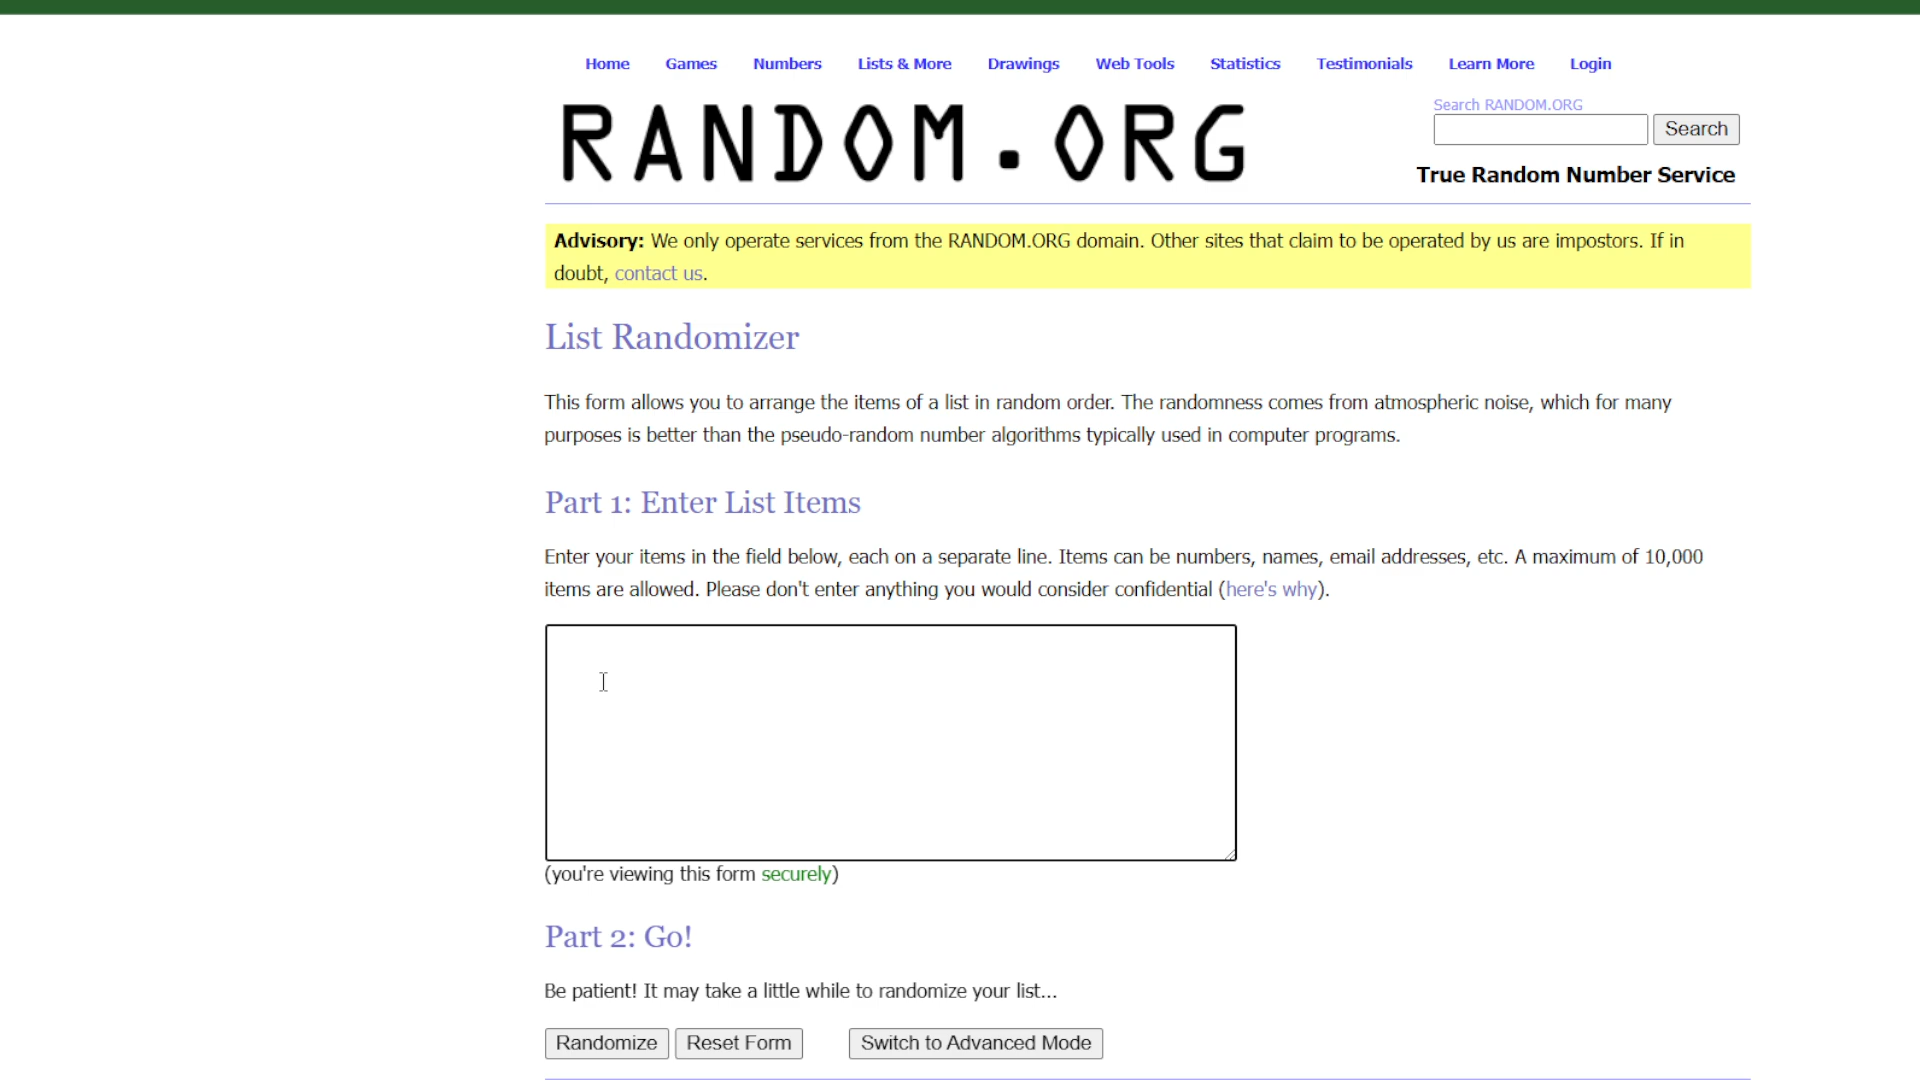 Home Games Numbers Lists & More Drawings Web Tools Statistics Testimonials Learn More Login
RANDOM.ORG
Search RANDOM.ORG
Search
True Random Number Service
Advisory: We only operate services from the RANDOM.ORG domain. Other sites that claim to be operated by us are impostors. If in
doubt, contact us.
List Randomizer
This form allows you to arrange the items of a list in random order. The randomness comes from atmospheric noise, which for many
purposes is better than the pseudo-random number algorithms typically used in computer programs.
Part 1: Enter List Items
Enter your items in the field below, each on a separate line. Items can be numbers, names, email addresses, etc. A maximum of 10,000
items are allowed. Please don't enter anything you would consider confidential (here's why).
(you're viewing this form securely)
Part 2: Go!
Be patient! It may take a little while to randomize your list...
Randomize Reset Form Switch to Advanced Mode